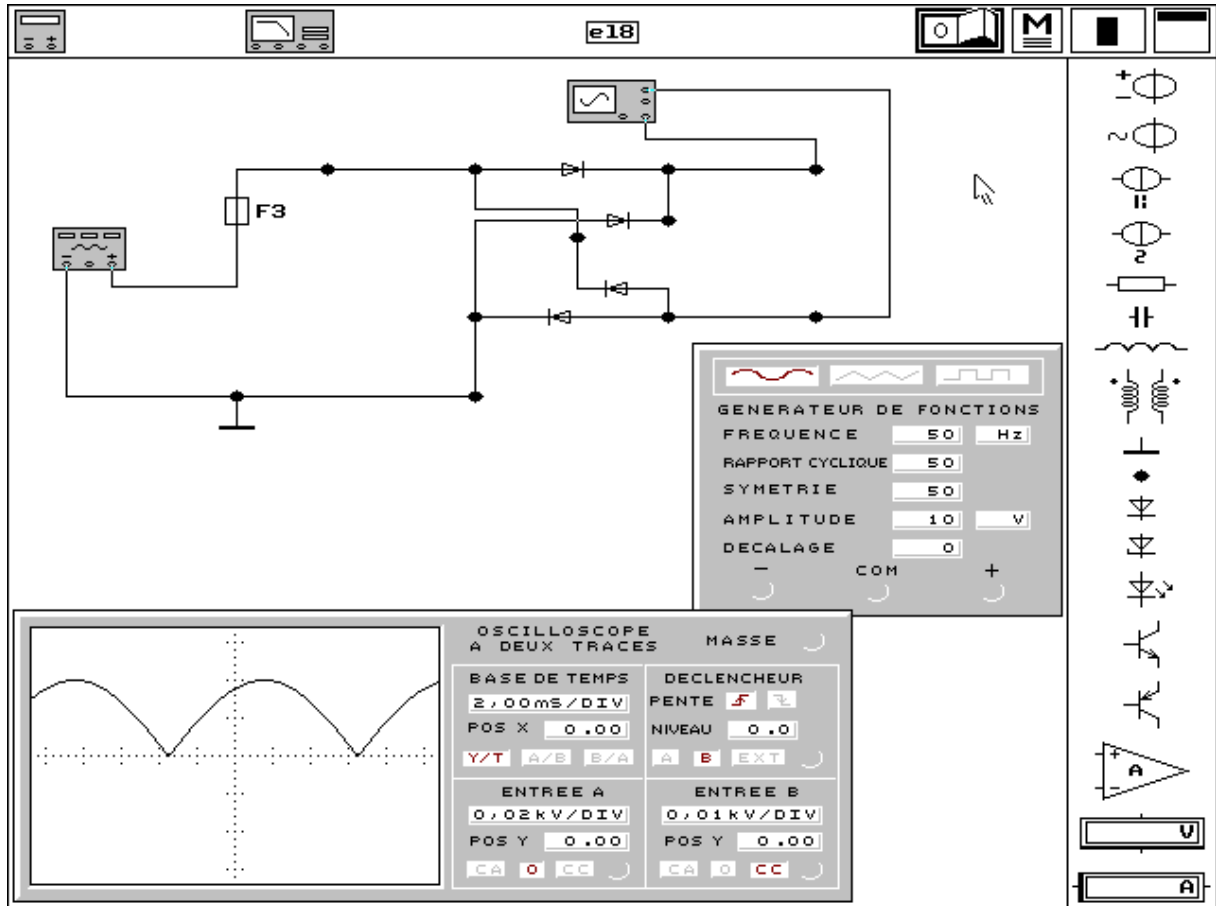 e18
M
F3
GENERATEUR DE FONCTIONS
FREQUENCE 50 Hz
RAPPORT CYCLIQUE 50
SYMETRIE 50
AMPLITUDE 10 V
DECALAGE 0
− COM +
OSCILLOSCOPE
A DEUX TRACES
MASSE
BASE DE TEMPS
2,00mS/DIV
POS X 0.00
Y/T A/B B/A
DECLENCHEUR
PENTE
NIVEAU 0.0
A B EXT
ENTREE A
0,02kV/DIV
POS Y 0.00
CA 0 CC
ENTREE B
0,01kV/DIV
POS Y 0.00
CA 0 CC
A
V
A